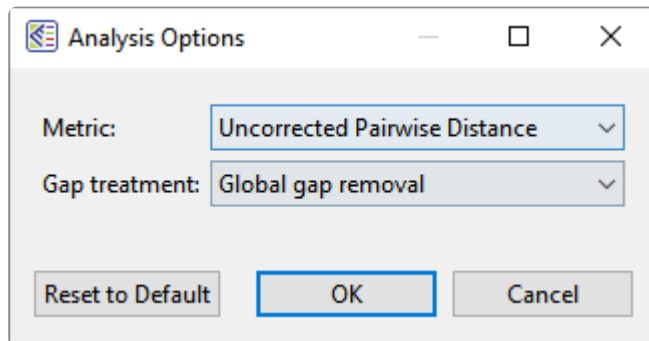 Analysis Options
Metric: Uncorrected Pairwise Distance
Gap treatment: Global gap removal
Reset to Default OK Cancel